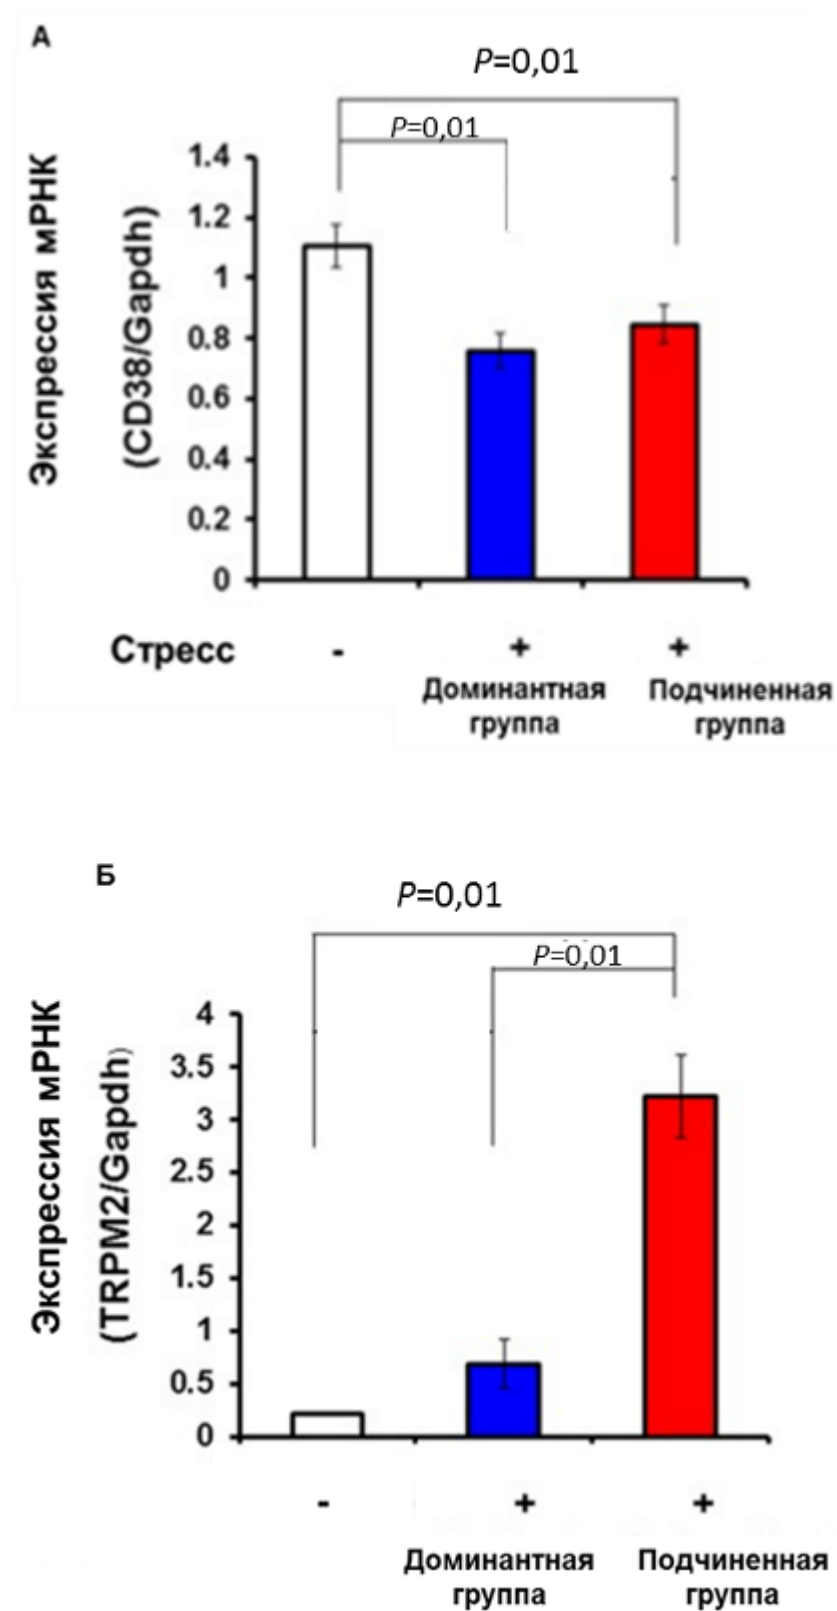 А
P=0,01
P=0,01
Экспрессия мРНК
(CD38/Gapdh)
1.4
1.2
1
0.8
0.6
0.4
0.2
0
Стресс - + +
Доминантная Подчиненная
группа группа
Б
P=0,01
P=0,01
Экспрессия мРНК
(TRPM2/Gapdh)
4
3.5
3
2.5
2
1.5
1
0.5
0
- + +
Доминантная Подчиненная
группа группа